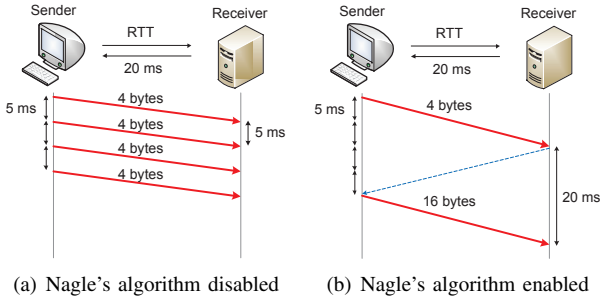 Sender
Receiver
RTT
20 ms
5 ms
4 bytes
4 bytes
4 bytes
4 bytes
5 ms
(a) Nagle's algorithm disabled
Sender
Receiver
RTT
20 ms
5 ms
4 bytes
16 bytes
20 ms
(b) Nagle's algorithm enabled